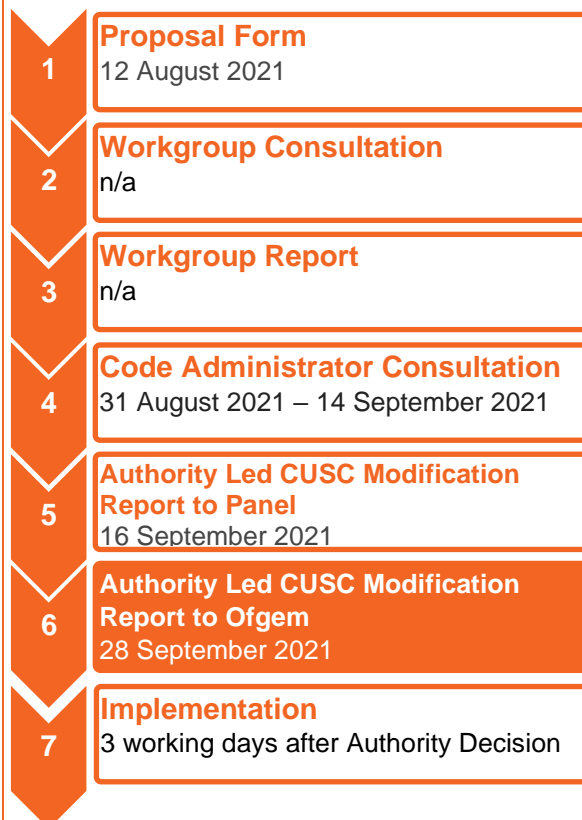 1
Proposal Form
12 August 2021
2
Workgroup Consultation
n/a
3
Workgroup Report
n/a
4
Code Administrator Consultation
31 August 2021 – 14 September 2021
5
Authority Led CUSC Modification
Report to Panel
16 September 2021
6
Authority Led CUSC Modification
Report to Ofgem
28 September 2021
7
Implementation
3 working days after Authority Decision